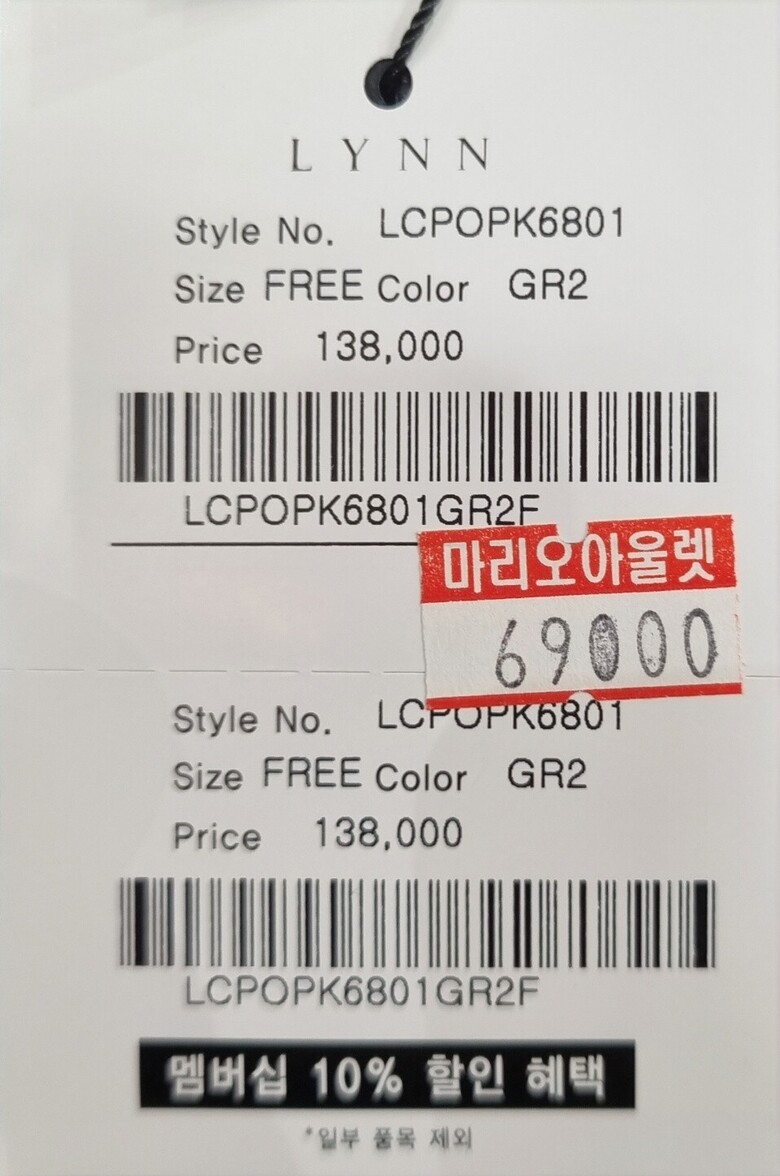 LYNN
Style No. LCPOPK6801
Size FREE Color GR2
Price 138,000
LCPOPK6801GR2F
마리오아울렛
69000
Style No. LCPOPK6801
Size FREE Color GR2
Price 138,000
LCPOPK6801GR2F
멤버십 10% 할인 혜택
*일부 품목 제외